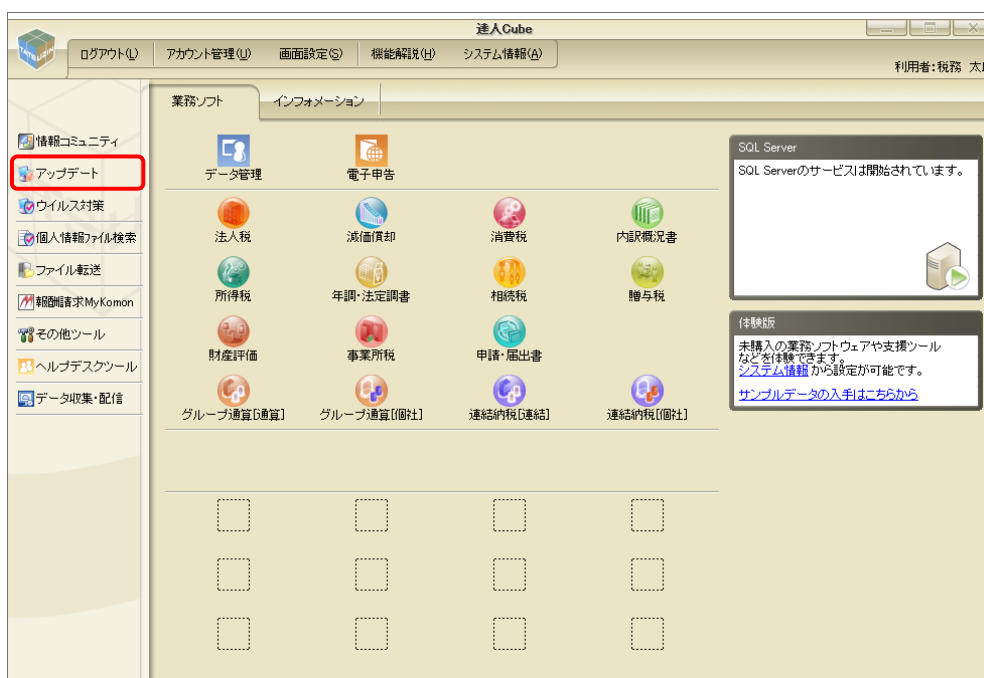 達人Cube
ログアウト(L)
アカウント管理(U)
画面設定(S)
機能解説(H)
システム情報(A)
利用者:税務 太
業務ソフト
インフォメーション
情報コミュニティ
アップデート
ウイルス対策
個人情報ファイル検索
ファイル転送
報酬請求MyKomon
その他ツール
ヘルプデスクツール
データ収集・配信
データ管理
電子申告
法人税
減価償却
消費税
内訳概況書
所得税
年調・法定調書
相続税
贈与税
財産評価
事業所税
申請・届出書
グループ通算[通算]
グループ通算[個社]
連結納税[連結]
連結納税[個社]
SQL Server
SQL Serverのサービスは開始されています。
体験版
未購入の業務ソフトウェアや支援ツール
などを体験できます。
システム情報 から設定が可能です。
サンプルデータの入手はこちらから